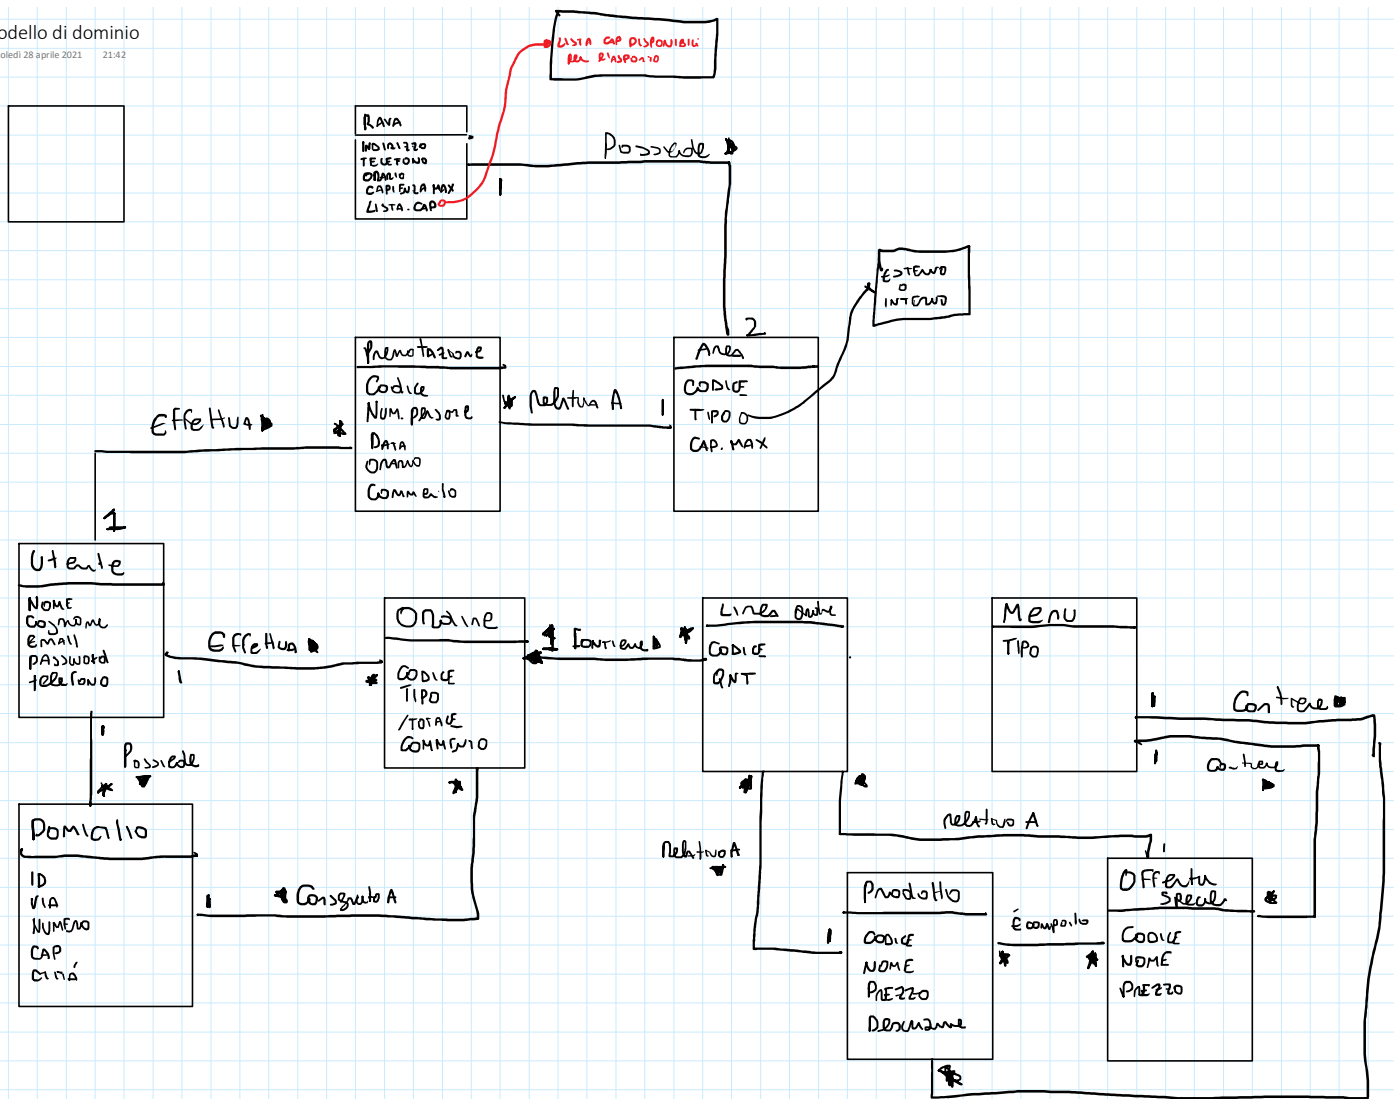 odello di dominio
oledì 28 aprile 2021 21:42
LISTA CAP DISPONIBILI
PER L'ASPORTO
RAVA
INDIRIZZO
TELEFONO
ORARIO
CAPIENZA MAX
LISTA.CAP
Possiede
1
2
ESTERNO
O
INTERNO
Prenotazione
Codice
Num. persone
DATA
ORARIO
Commento
* Relativa A 1
Area
CODICE
TIPO
CAP. MAX
Effettua *
1
Utente
NOME
Cognome
EMAIL
PASSWORD
telefono
Effettua
1 *
Ordine
CODICE
TIPO
/TOTALE
COMMENTO
1 Contiene *
Linea Ordine
CODICE
QNT
Menu
TIPO
1 Contiene
1 Contiene
1
Possiede
*
Domicilio
ID
VIA
NUMERO
CAP
CITTÁ
1 Consegnato A
*
* *
Relativo A
relativo A
1
1
Prodotto
CODICE
NOME
PREZZO
Descrizione
É composto
* *
Offerta
Speciale
*
CODICE
NOME
PREZZO
*